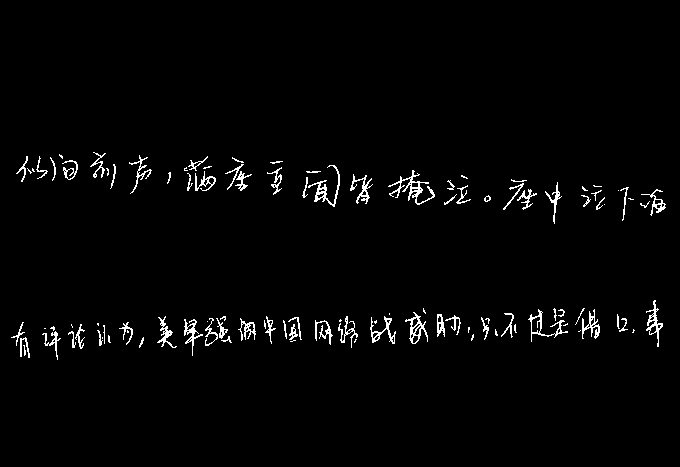 似向前声,满座重闻皆掩泣。座中泣下谁
有评论认为,美军强调中国网络战威胁,只不过是借口,事